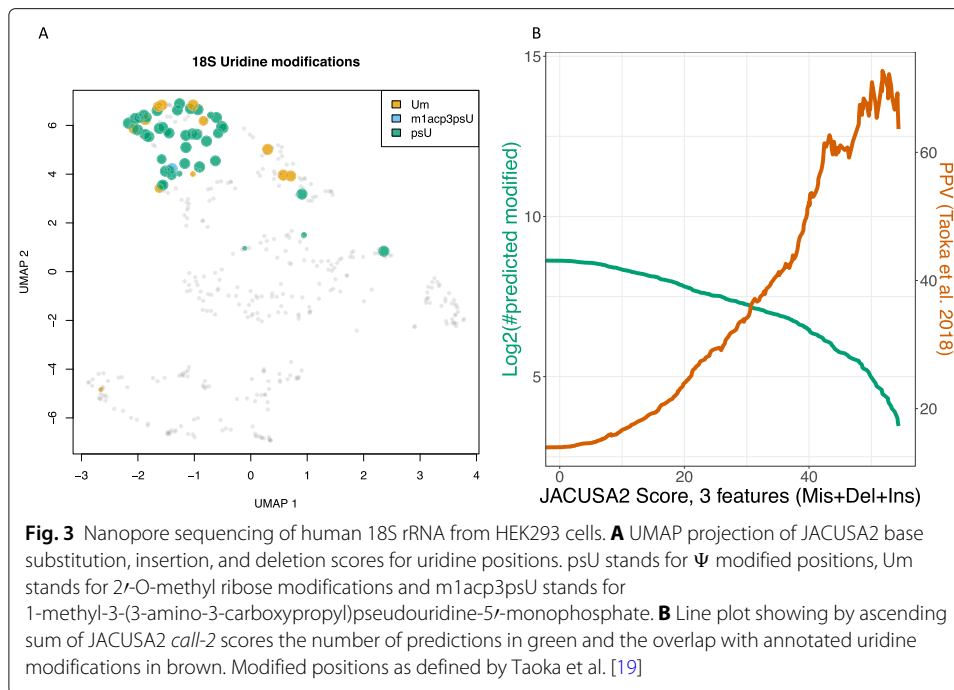 A
18S Uridine modifications
Um
m1acp3psU
psU
6
4
2
0
−2
−4
−6
UMAP 2
−3 −2 −1 0 1 2 3 4
UMAP 1
B
15
10
5
Log2(#predicted modified)
60
40
20
PPV (Taoka et al. 2018)
0 20 40
JACUSA2 Score, 3 features (Mis+Del+Ins)
Fig. 3 Nanopore sequencing of human 18S rRNA from HEK293 cells. A UMAP projection of JACUSA2 base
substitution, insertion, and deletion scores for uridine positions. psU stands for Ψ modified positions, Um
stands for 2′-O-methyl ribose modifications and m1acp3psU stands for
1-methyl-3-(3-amino-3-carboxypropyl)pseudouridine-5′-monophosphate. B Line plot showing by ascending
sum of JACUSA2 call-2 scores the number of predictions in green and the overlap with annotated uridine
modifications in brown. Modified positions as defined by Taoka et al. [19]